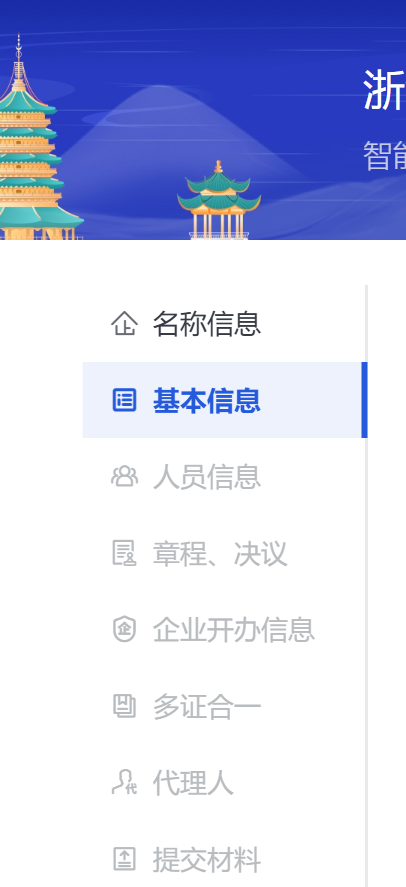 浙
智能
名称信息
基本信息
人员信息
章程、决议
企业开办信息
多证合一
代理人
提交材料